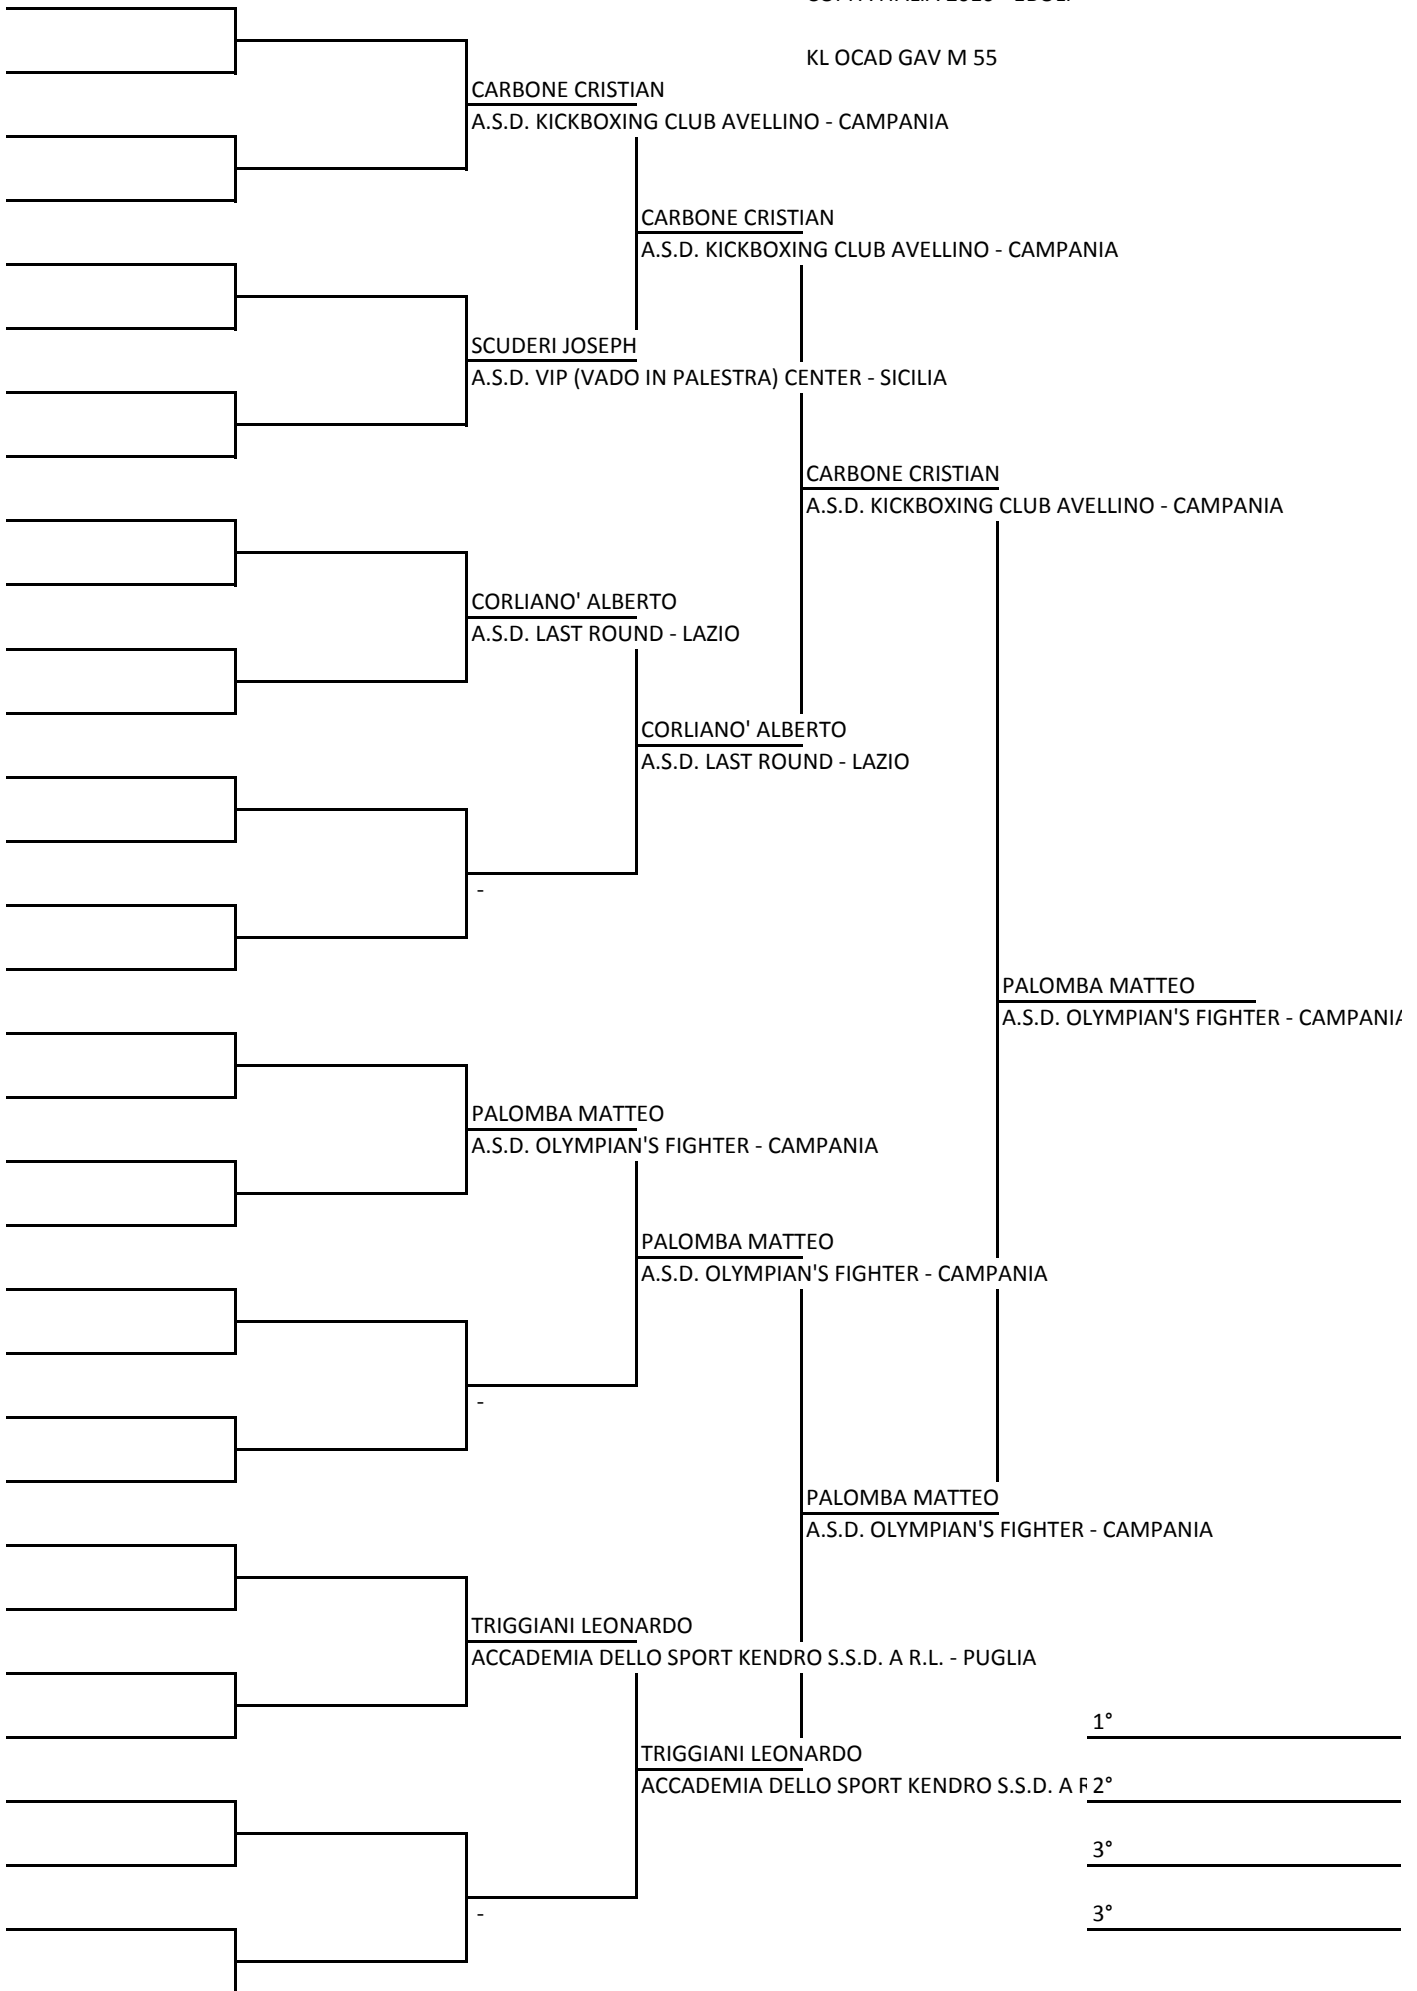 KL OCAD GAV M 55
CARBONE CRISTIAN
A.S.D. KICKBOXING CLUB AVELLINO - CAMPANIA
CARBONE CRISTIAN
A.S.D. KICKBOXING CLUB AVELLINO - CAMPANIA
SCUDERI JOSEPH
A.S.D. VIP (VADO IN PALESTRA) CENTER - SICILIA
CARBONE CRISTIAN
A.S.D. KICKBOXING CLUB AVELLINO - CAMPANIA
CORLIANO' ALBERTO
A.S.D. LAST ROUND - LAZIO
CORLIANO' ALBERTO
A.S.D. LAST ROUND - LAZIO
-
PALOMBA MATTEO
A.S.D. OLYMPIAN'S FIGHTER - CAMPANIA
PALOMBA MATTEO
A.S.D. OLYMPIAN'S FIGHTER - CAMPANIA
PALOMBA MATTEO
A.S.D. OLYMPIAN'S FIGHTER - CAMPANIA
-
PALOMBA MATTEO
A.S.D. OLYMPIAN'S FIGHTER - CAMPANIA
TRIGGIANI LEONARDO
ACCADEMIA DELLO SPORT KENDRO S.S.D. A R.L. - PUGLIA
1°
TRIGGIANI LEONARDO
ACCADEMIA DELLO SPORT KENDRO S.S.D. A R 2°
3°
-
3°